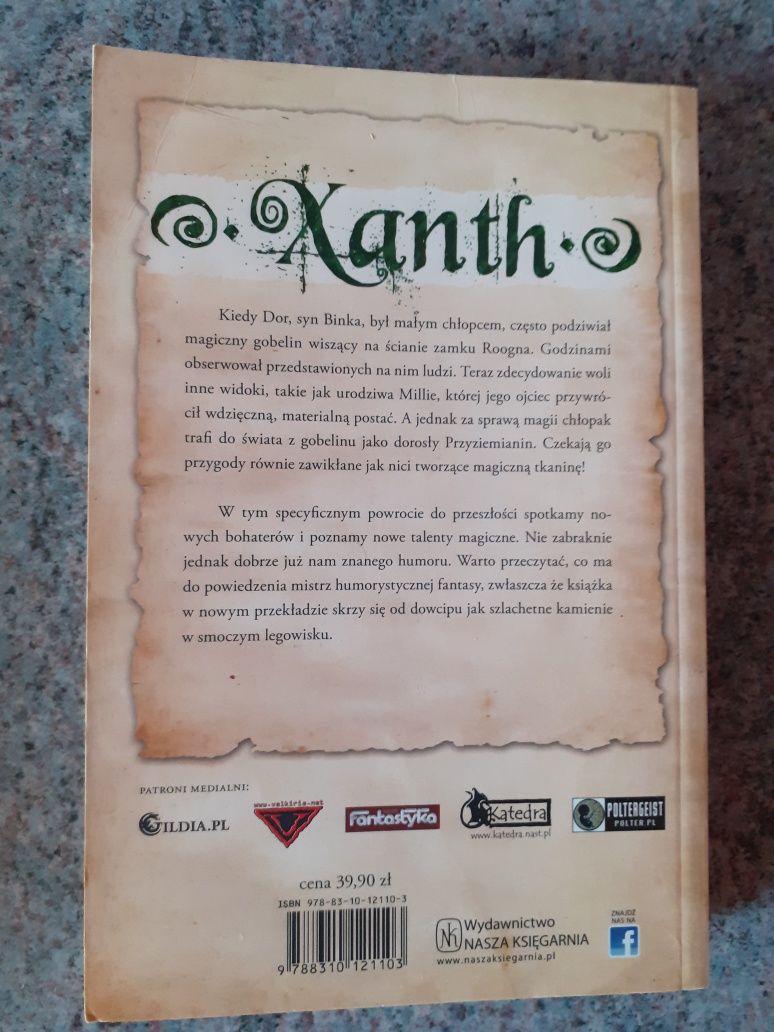 Xanth
Kiedy Dor, syn Binka, był małym chłopcem, często podziwiał
magiczny gobelin wiszący na ścianie zamku Roogna. Godzinami
obserwował przedstawionych na nim ludzi. Teraz zdecydowanie woli
inne widoki, takie jak urodziwa Millie, której jego ojciec przywró-
cił wdzięczną, materialną postać. A jednak za sprawą magii chłopak
trafi do świata z gobelinu jako dorosły Przyziemianin. Czekają go
przygody równie zawikłane jak nici tworzące magiczną tkaninę!
W tym specyficznym powrocie do przeszłości spotkamy no-
wych bohaterów i poznamy nowe talenty magiczne. Nie zabraknie
jednak dobrze już nam znanego humoru. Warto przeczytać, co ma
do powiedzenia mistrz humorystycznej fantasy, zwłaszcza że książka
w nowym przekładzie skrzy się od dowcipu jak szlachetne kamienie
w smoczym legowisku.
PATRONI MEDIALNI:
GILDIA.PL
www.valkiria.net
Fantastyka
Katedra
www.katedra.nast.pl
POLTERGEIST
POLTER.PL
cena 39,90 zł
ISBN 978-83-10-12110-3
9 788310 121103
Nk
Wydawnictwo
NASZA KSIĘGARNIA
www.naszaksiegarnia.pl
ZNAJDŹ
NAS NA
f